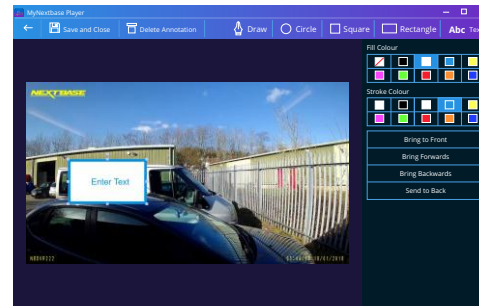 MyNextbase Player
Save and Close
Delete Annotation
Draw
Circle
Square
Rectangle
Abc
Fill Colour
NEXTBASE
Stroke Colour
Bring to Front
Bring Forwards
Bring Backwards
Send to Back
Enter Text